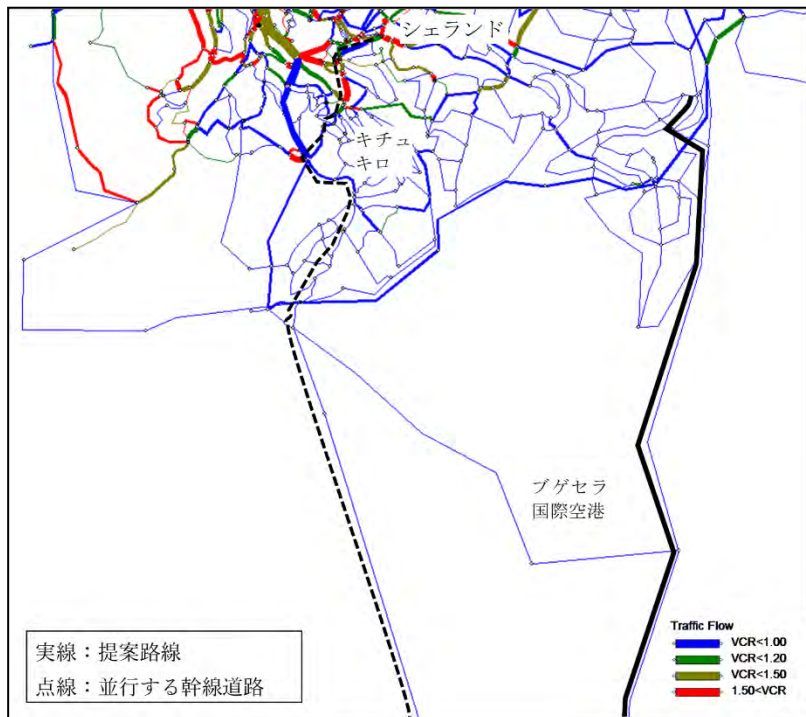 シェランド
キチュ
キロ
ブゲセラ
国際空港
実線：提案路線
点線：並行する幹線道路
Traffic Flow
VCR<1.00
VCR<1.20
VCR<1.50
1.50<VCR